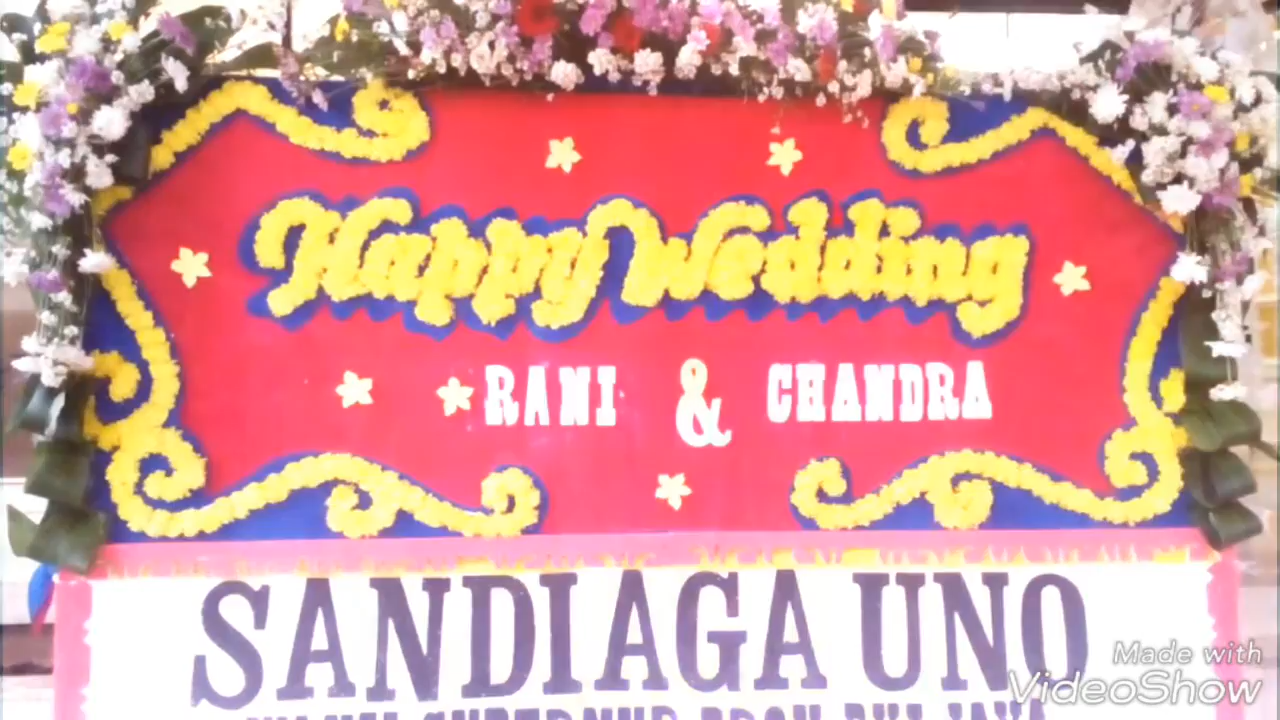 Happy Wedding
RANI & CHANDRA
SANDIAGA UNO
Made with
VideoShow